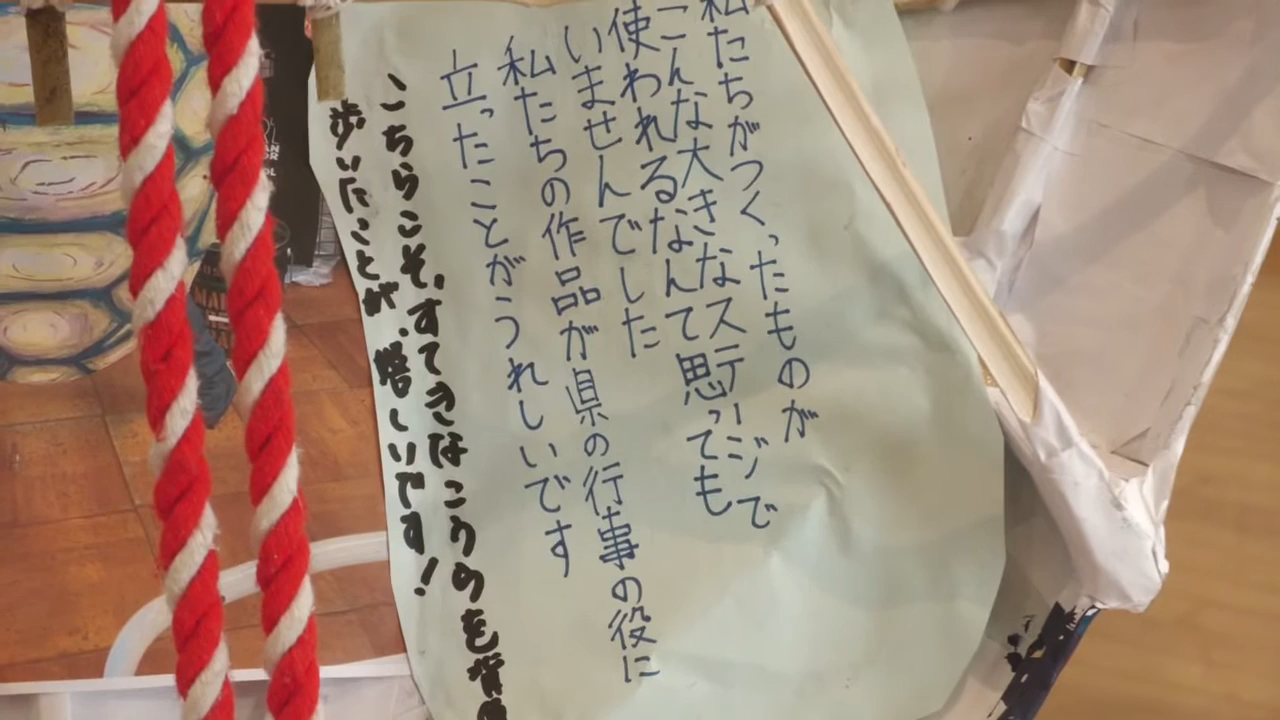 私たちがつくったものが
こんな大きなステージで
使われるなんて思っても
いませんでした
私たちの作品が県の行事の役に
立ったことがうれしいです
こちらこそ、すてきなこうらを背
歩いたことが、嬉しいです!